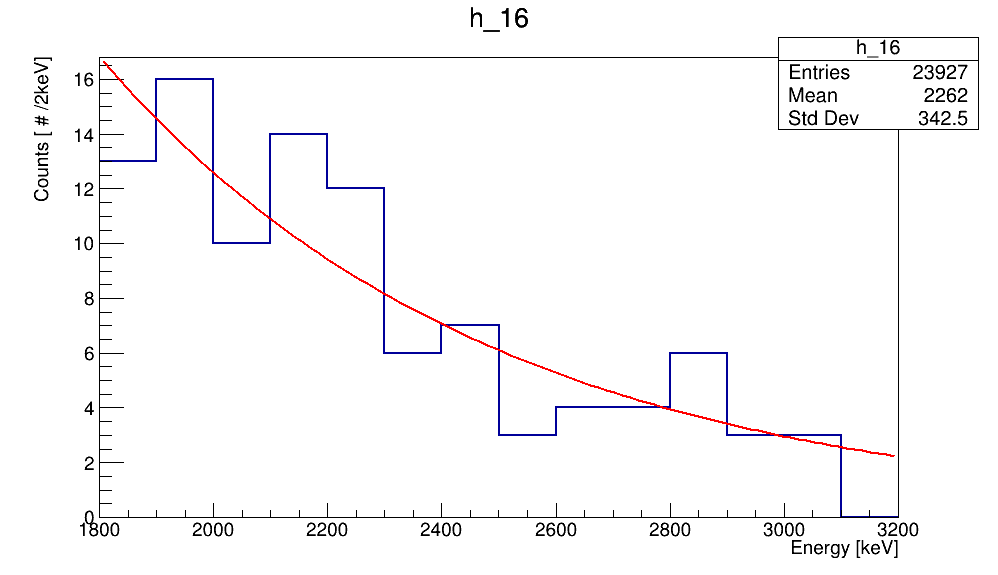 h_16
h_16
Entries 23927
Mean 2262
Std Dev 342.5
Counts [ # /2keV]
16
14
12
10
8
6
4
2
0
1800 2000 2200 2400 2600 2800 3000 3200
Energy [keV]